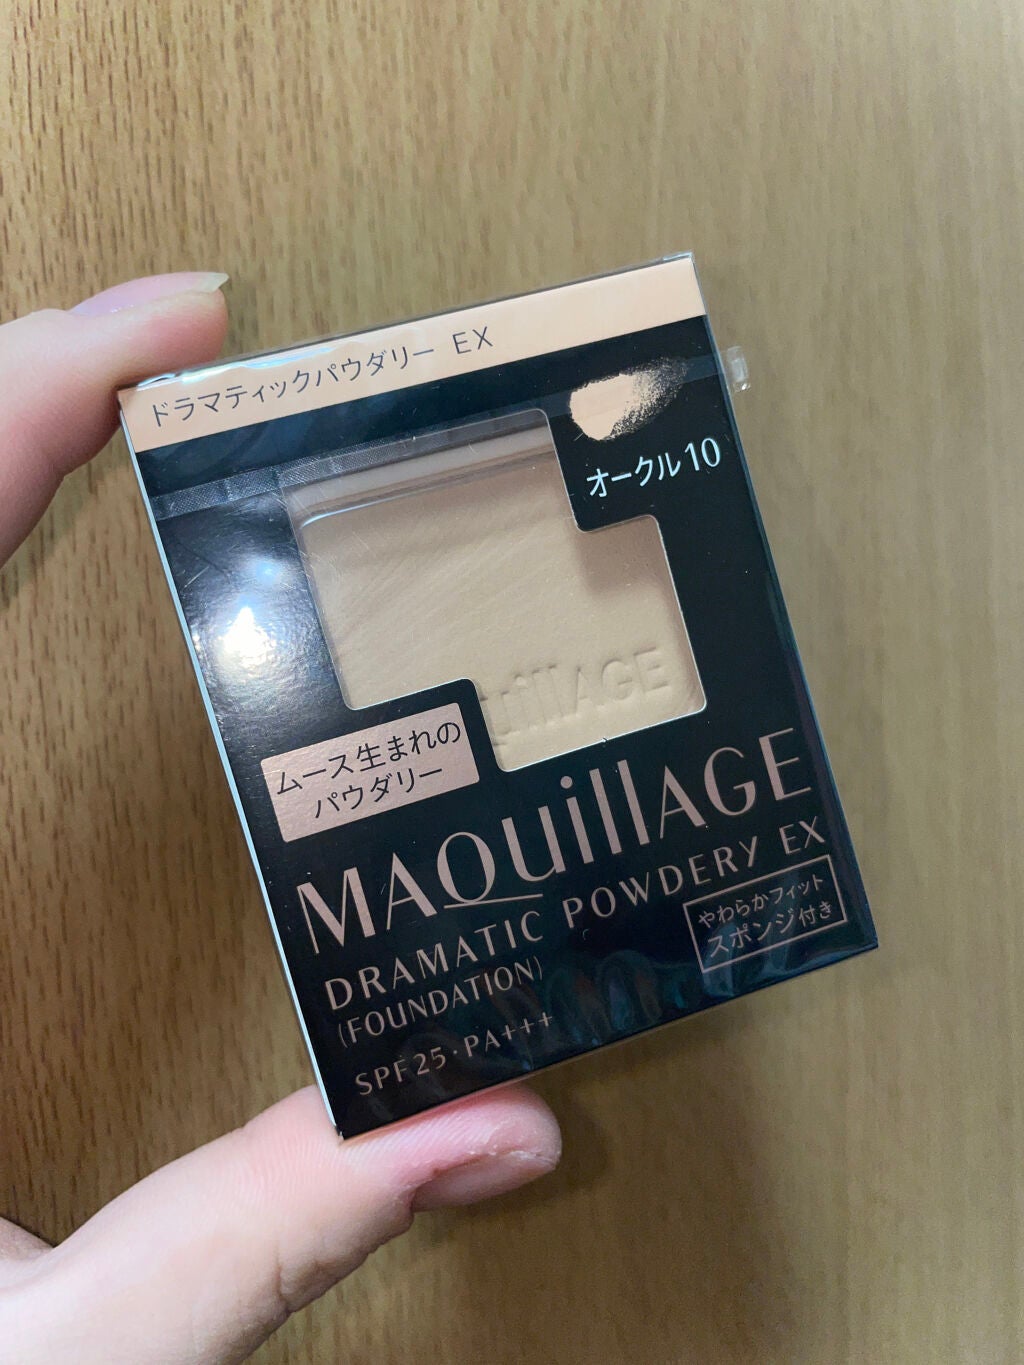 ドラマティックパウダリー EX
オークル10
uillAGE
ムース生まれの
パウダリー
MAQuillAGE
DRAMATIC POWDERY EX
(FOUNDATION)
やわらかフィット
スポンジ付き
SPF25・PA+++